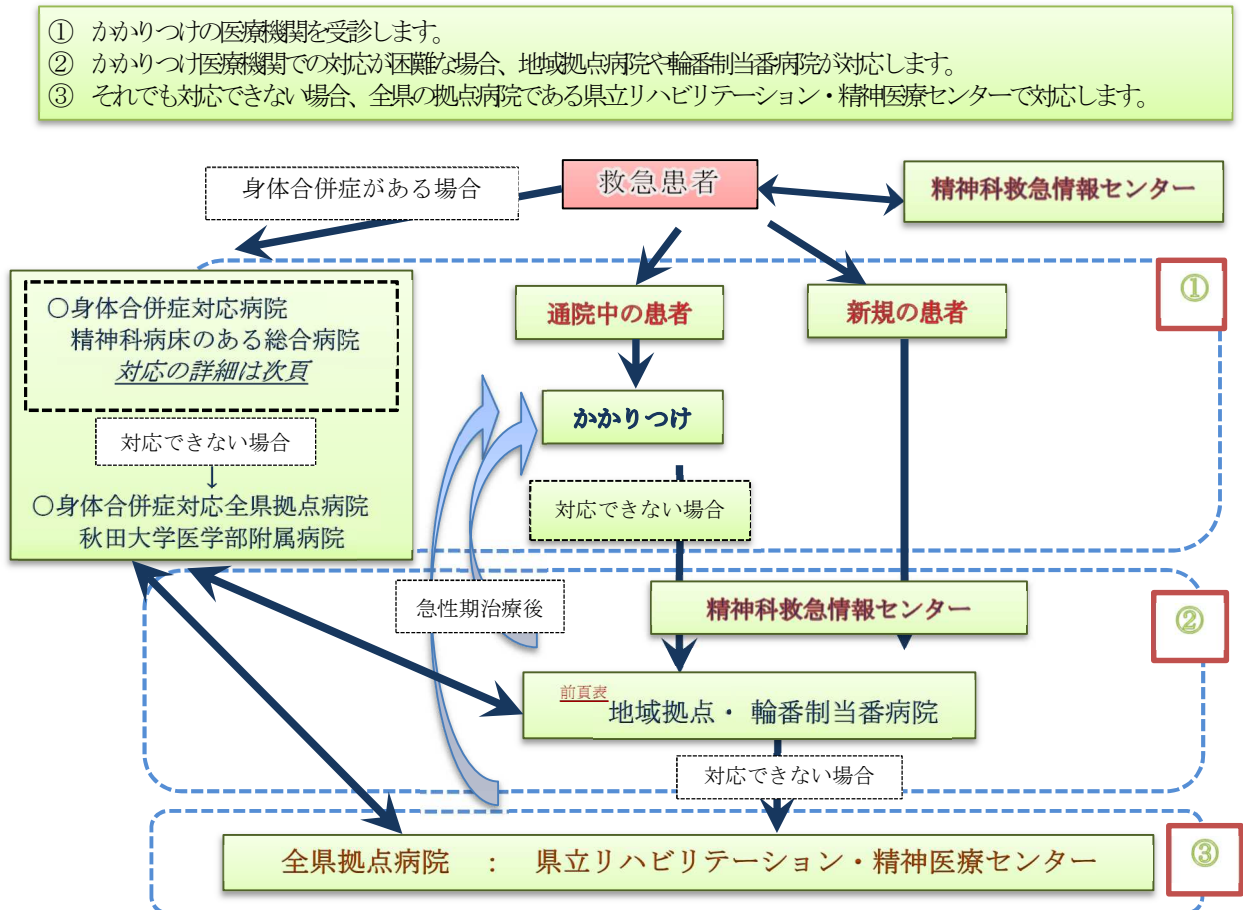 ① かかりつけの医療機関を受診します。
② かかりつけ医療機関での対応が困難な場合、地域拠点病院や輪番制当番病院が対応します。
③ それでも対応できない場合、全県の拠点病院である県立リハビリテーション・精神医療センターで対応します。
身体合併症がある場合
救急患者
精神科救急情報センター
①
○身体合併症対応病院
精神科病床のある総合病院
対応の詳細は次頁
対応できない場合
↓
○身体合併症対応全県拠点病院
秋田大学医学部附属病院
通院中の患者
新規の患者
かかりつけ
対応できない場合
急性期治療後
精神科救急情報センター
②
前頁表
地域拠点・ 輪番制当番病院
対応できない場合
全県拠点病院 : 県立リハビリテーション・精神医療センター
③